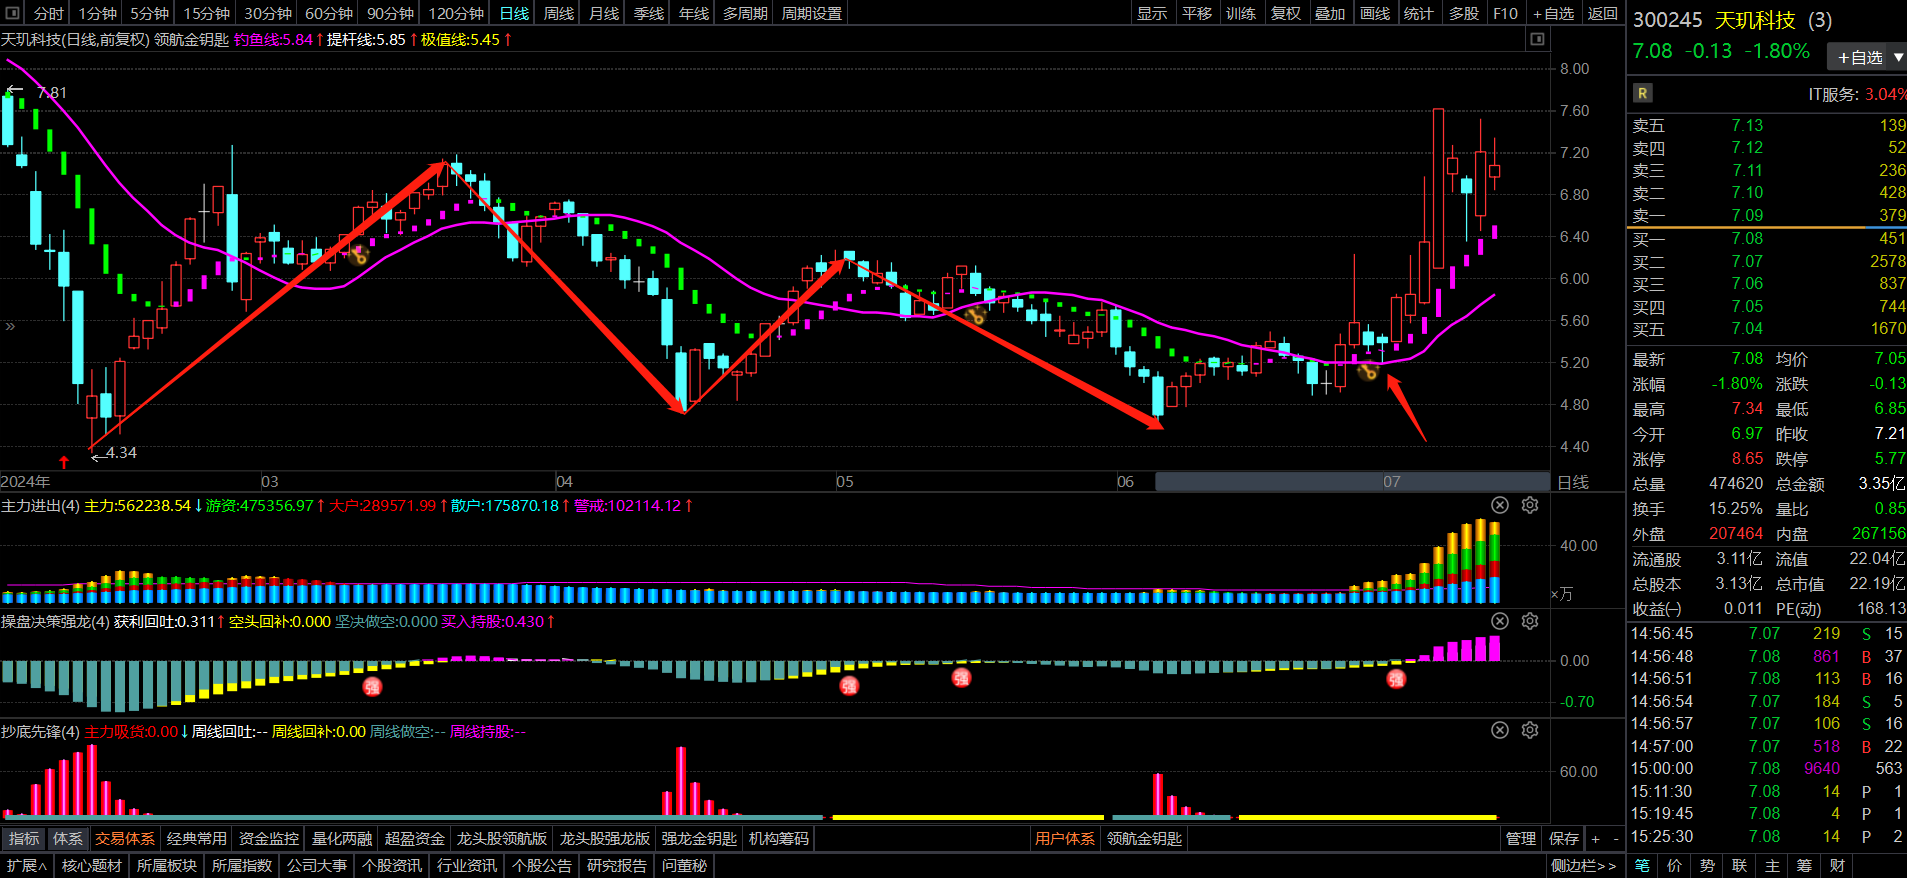 分时 1分钟 5分钟 15分钟 30分钟 60分钟 90分钟 120分钟 日线 周线 月线 季线 年线 多周期 周期设置 显示 平移 训练 复权 叠加 画线 统计 多股 F10 +自选 返回
300245 天玑科技 (3)
天玑科技(日线,前复权) 领航金钥匙 钓鱼线:5.84↑提杆线:5.85↑极值线:5.45↑
7.08 -0.13 -1.80% +自选 ▼
R IT服务: 3.04%
8.00
7.60
7.20
6.80
6.40
6.00
5.60
5.20
4.80
4.40
←7.81
←4.34
»
2024年 03 04 05 06 07 日线
卖五 7.13 139
卖四 7.12 52
卖三 7.11 236
卖二 7.10 428
卖一 7.09 379
买一 7.08 451
买二 7.07 2578
买三 7.06 837
买四 7.05 744
买五 7.04 1670
最新 7.08 均价 7.05
涨幅 -1.80% 涨跌 -0.13
最高 7.34 最低 6.85
今开 6.97 昨收 7.21
涨停 8.65 跌停 5.77
总量 474620 总金额 3.35亿
换手 15.25% 量比 0.85
外盘 207464 内盘 267156
流通股 3.11亿 流值 22.04亿
总股本 3.13亿 总市值 22.19亿
收益㈠ 0.011 PE(动) 168.13
主力进出(4) 主力:562238.54↓游资:475356.97↑大户:289571.99↑散户:175870.18↑警戒:102114.12↑
40.00
×万
操盘决策强龙(4) 获利回吐:0.311↑空头回补:0.000 坚决做空:0.000 买入持股:0.430↑
0.00
-0.70
强 强 强 强
抄底先锋(4) 主力吸货:0.00↓周线回吐:-- 周线回补:0.00 周线做空:-- 周线持股:--
60.00
14:56:45 7.07 219 S 15
14:56:48 7.08 861 B 37
14:56:51 7.08 113 B 16
14:56:54 7.07 184 S 5
14:56:57 7.07 106 S 16
14:57:00 7.07 518 B 22
15:00:00 7.08 9640 563
15:11:30 7.08 14 P 1
15:19:45 7.08 4 P 1
15:25:30 7.08 14 P 2
指标 体系 交易体系 经典常用 资金监控 量化两融 超盈资金 龙头股领航版 龙头股强龙版 强龙金钥匙 机构筹码 用户体系 领航金钥匙 管理 保存 + -
扩展∧ 核心题材 所属板块 所属指数 公司大事 个股资讯 行业资讯 个股公告 研究报告 问董秘 侧边栏>> 笔 价 势 联 主 筹 财